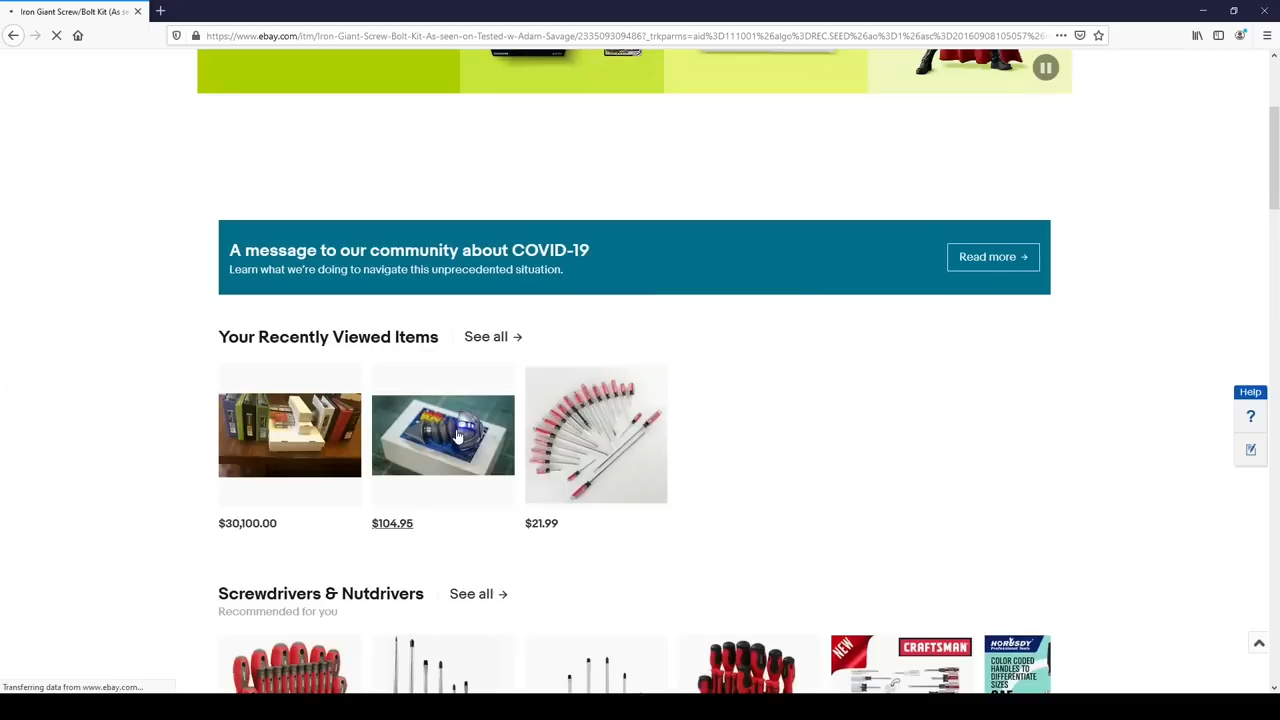 Iron Giant Screw/Bolt Kit (As se
https://www.ebay.com/itm/Iron-Giant-Screw-Bolt-Kit-As-seen-on-Tested-w-Adam-Savage/233509309486?_trkparms=aid%3D111001%26algo%3DREC.SEED%26ao%3D1%26asc%3D20160908105057%26
A message to our community about COVID-19
Learn what we're doing to navigate this unprecedented situation.
Read more →
Your Recently Viewed Items
See all →
Help
?
$30,100.00
$104.95
$21.99
Screwdrivers & Nutdrivers
See all →
Recommended for you
NEW
CRAFTSMAN
HORUSDY
Professional Tools
COLOR CODED
HANDLES TO
DIFFERENTIATE
SIZES
Transferring data from www.ebay.com...